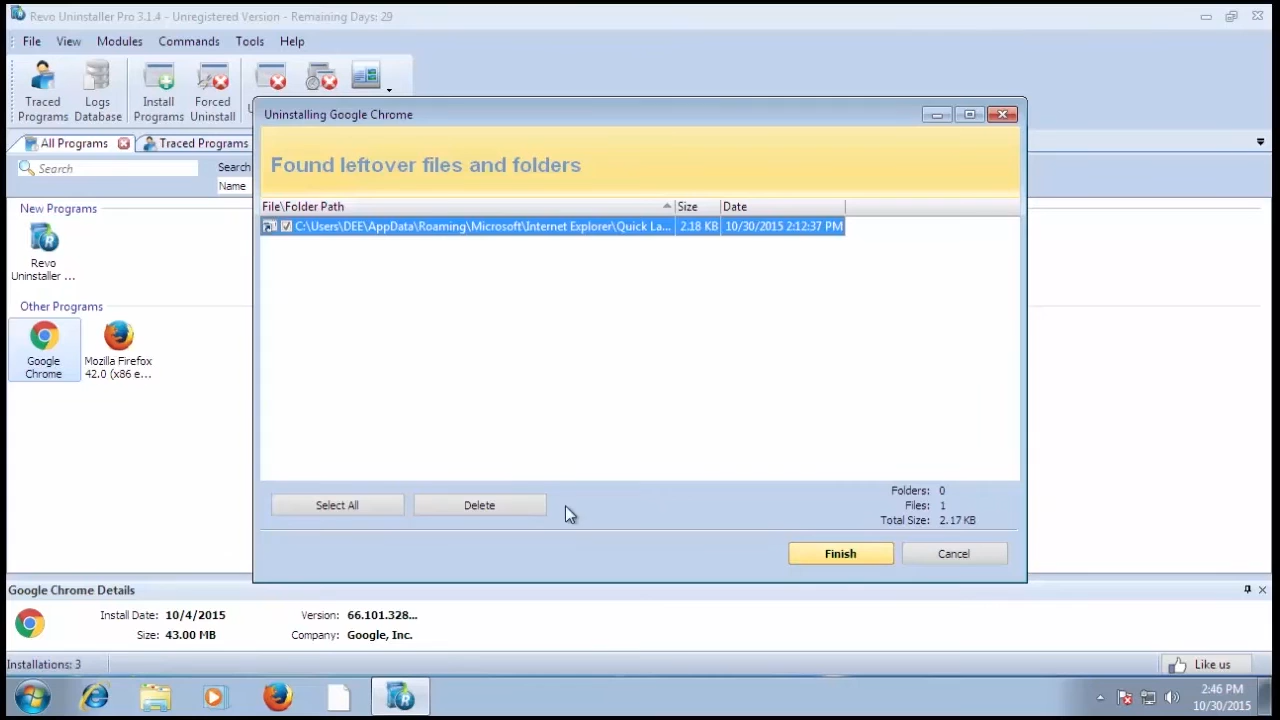 Revo Uninstaller Pro 3.1.4 - Unregistered Version - Remaining Days: 29
File View Modules Commands Tools Help
Traced Programs
Logs Database
Install Programs
Forced Uninstall
All Programs
Traced Programs
Search
Search
Name
New Programs
Revo
Uninstaller ...
Other Programs
Google
Chrome
Mozilla Firefox
42.0 (x86 e...
Uninstalling Google Chrome
Found leftover files and folders
File\Folder Path Size Date
C:\Users\DEE\AppData\Roaming\Microsoft\Internet Explorer\Quick La... 2.18 KB 10/30/2015 2:12:37 PM
Select All Delete
Folders: 0
Files: 1
Total Size: 2.17 KB
Finish Cancel
Google Chrome Details
Install Date: 10/4/2015 Version: 66.101.328...
Size: 43.00 MB Company: Google, Inc.
Installations: 3
Like us
2:46 PM
10/30/2015